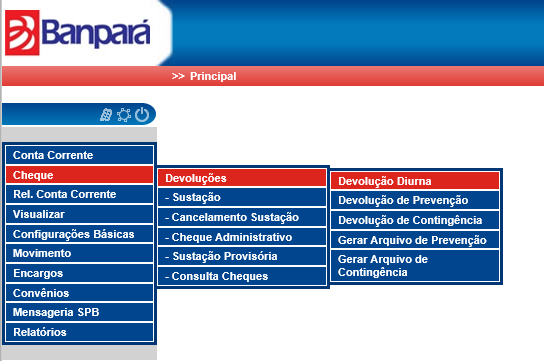 Banpará
>> Principal
Conta Corrente
Cheque
Rel. Conta Corrente
Visualizar
Configurações Básicas
Movimento
Encargos
Convênios
Mensageria SPB
Relatórios
Devoluções
- Sustação
- Cancelamento Sustação
- Cheque Administrativo
- Sustação Provisória
- Consulta Cheques
Devolução Diurna
Devolução de Prevenção
Devolução de Contingência
Gerar Arquivo de Prevenção
Gerar Arquivo de
Contingência